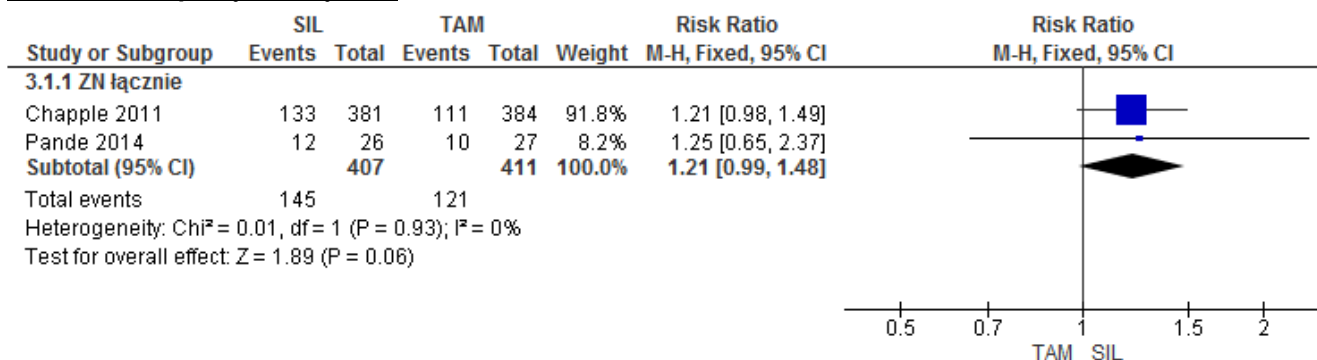 SIL TAM Risk Ratio Risk Ratio
Study or Subgroup Events Total Events Total Weight M-H, Fixed, 95% CI M-H, Fixed, 95% CI
3.1.1 ZN łącznie
Chapple 2011 133 381 111 384 91.8% 1.21 [0.98, 1.49]
Pande 2014 12 26 10 27 8.2% 1.25 [0.65, 2.37]
Subtotal (95% CI) 407 411 100.0% 1.21 [0.99, 1.48]
Total events 145 121
Heterogeneity: Chi² = 0.01, df = 1 (P = 0.93); I² = 0%
Test for overall effect: Z = 1.89 (P = 0.06)
0.5 0.7 1 1.5 2
TAM SIL